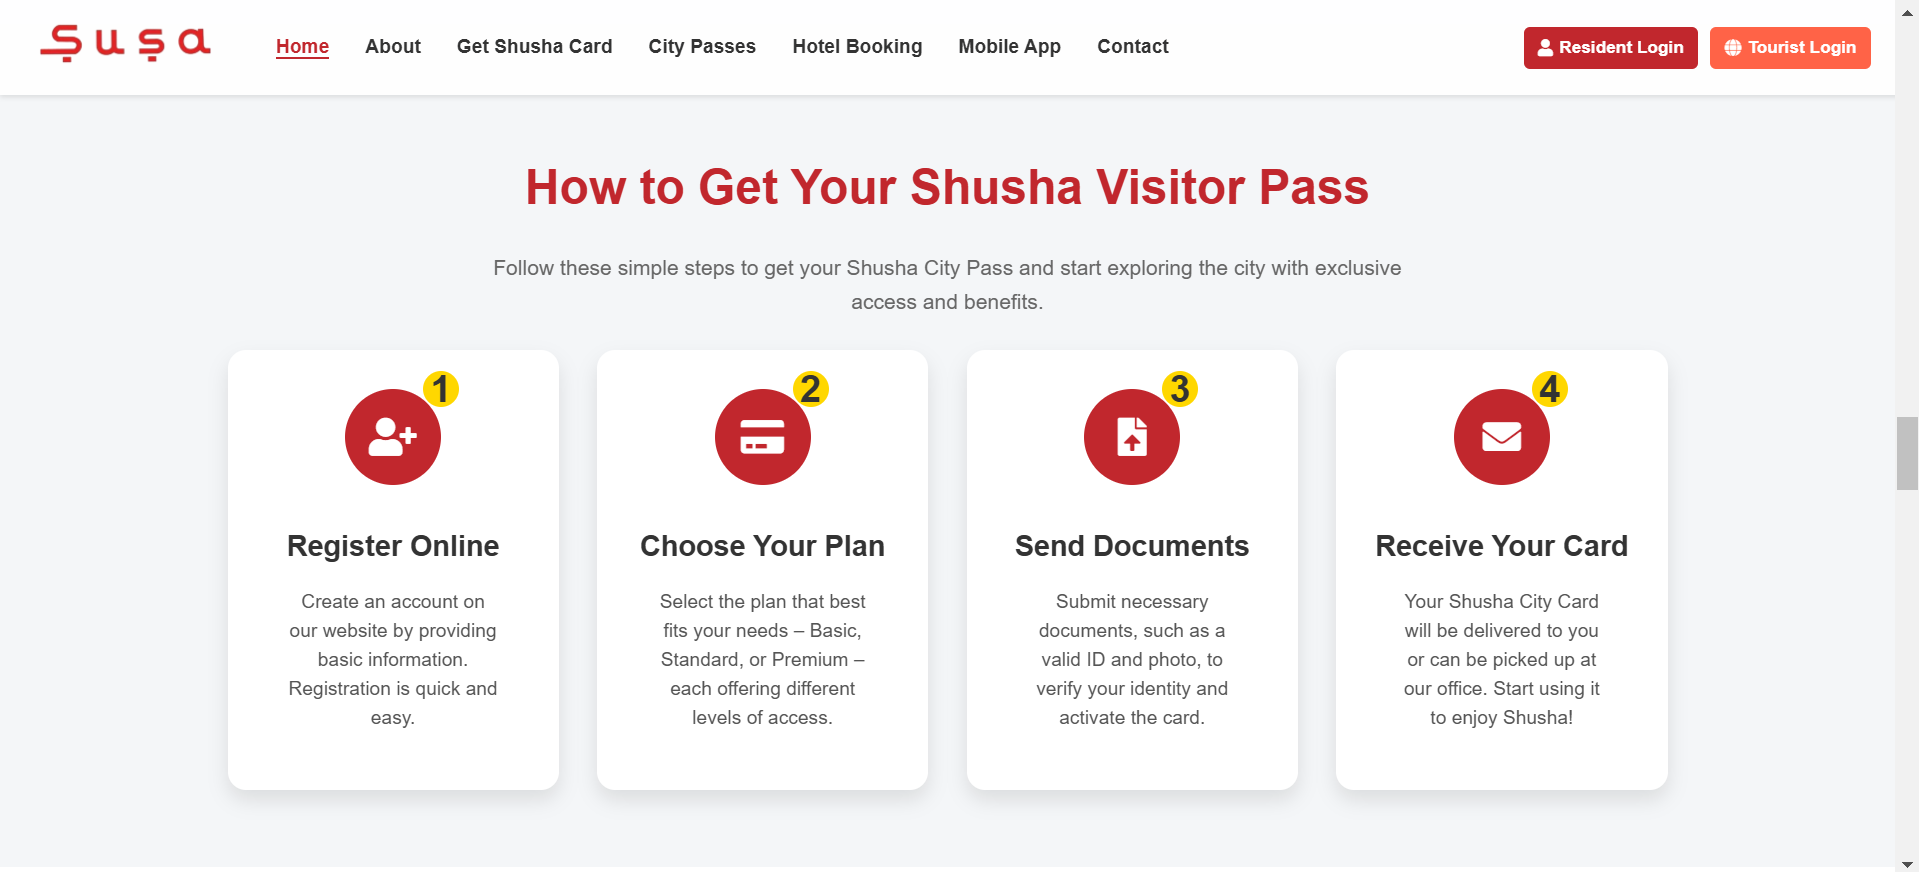 Şuşa
Home
About
Get Shusha Card
City Passes
Hotel Booking
Mobile App
Contact
Resident Login
Tourist Login
How to Get Your Shusha Visitor Pass
Follow these simple steps to get your Shusha City Pass and start exploring the city with exclusive
access and benefits.
1
Register Online
Create an account on
our website by providing
basic information.
Registration is quick and
easy.
2
Choose Your Plan
Select the plan that best
fits your needs – Basic,
Standard, or Premium –
each offering different
levels of access.
3
Send Documents
Submit necessary
documents, such as a
valid ID and photo, to
verify your identity and
activate the card.
4
Receive Your Card
Your Shusha City Card
will be delivered to you
or can be picked up at
our office. Start using it
to enjoy Shusha!